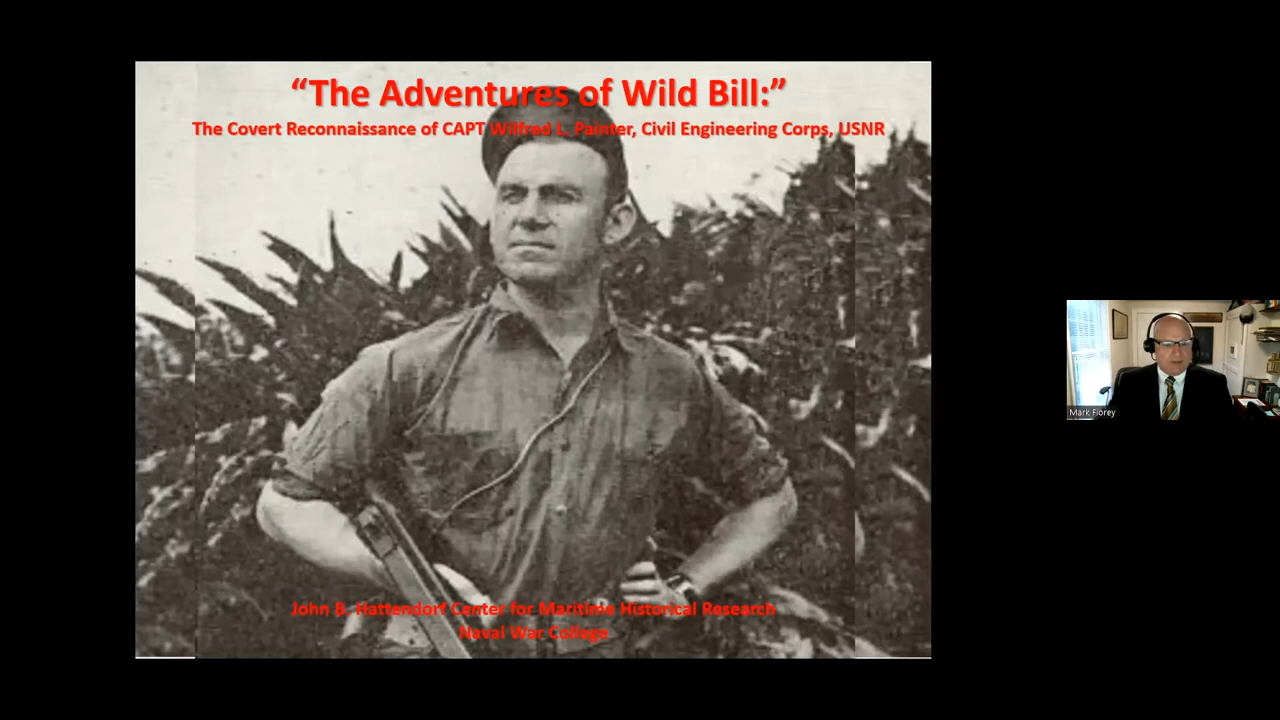 “The Adventures of Wild Bill:”
The Covert Reconnaissance of CAPT Wilfred L. Painter, Civil Engineering Corps, USNR
John B. Hattendorf Center for Maritime Historical Research
Naval War College
Mark Fiorey